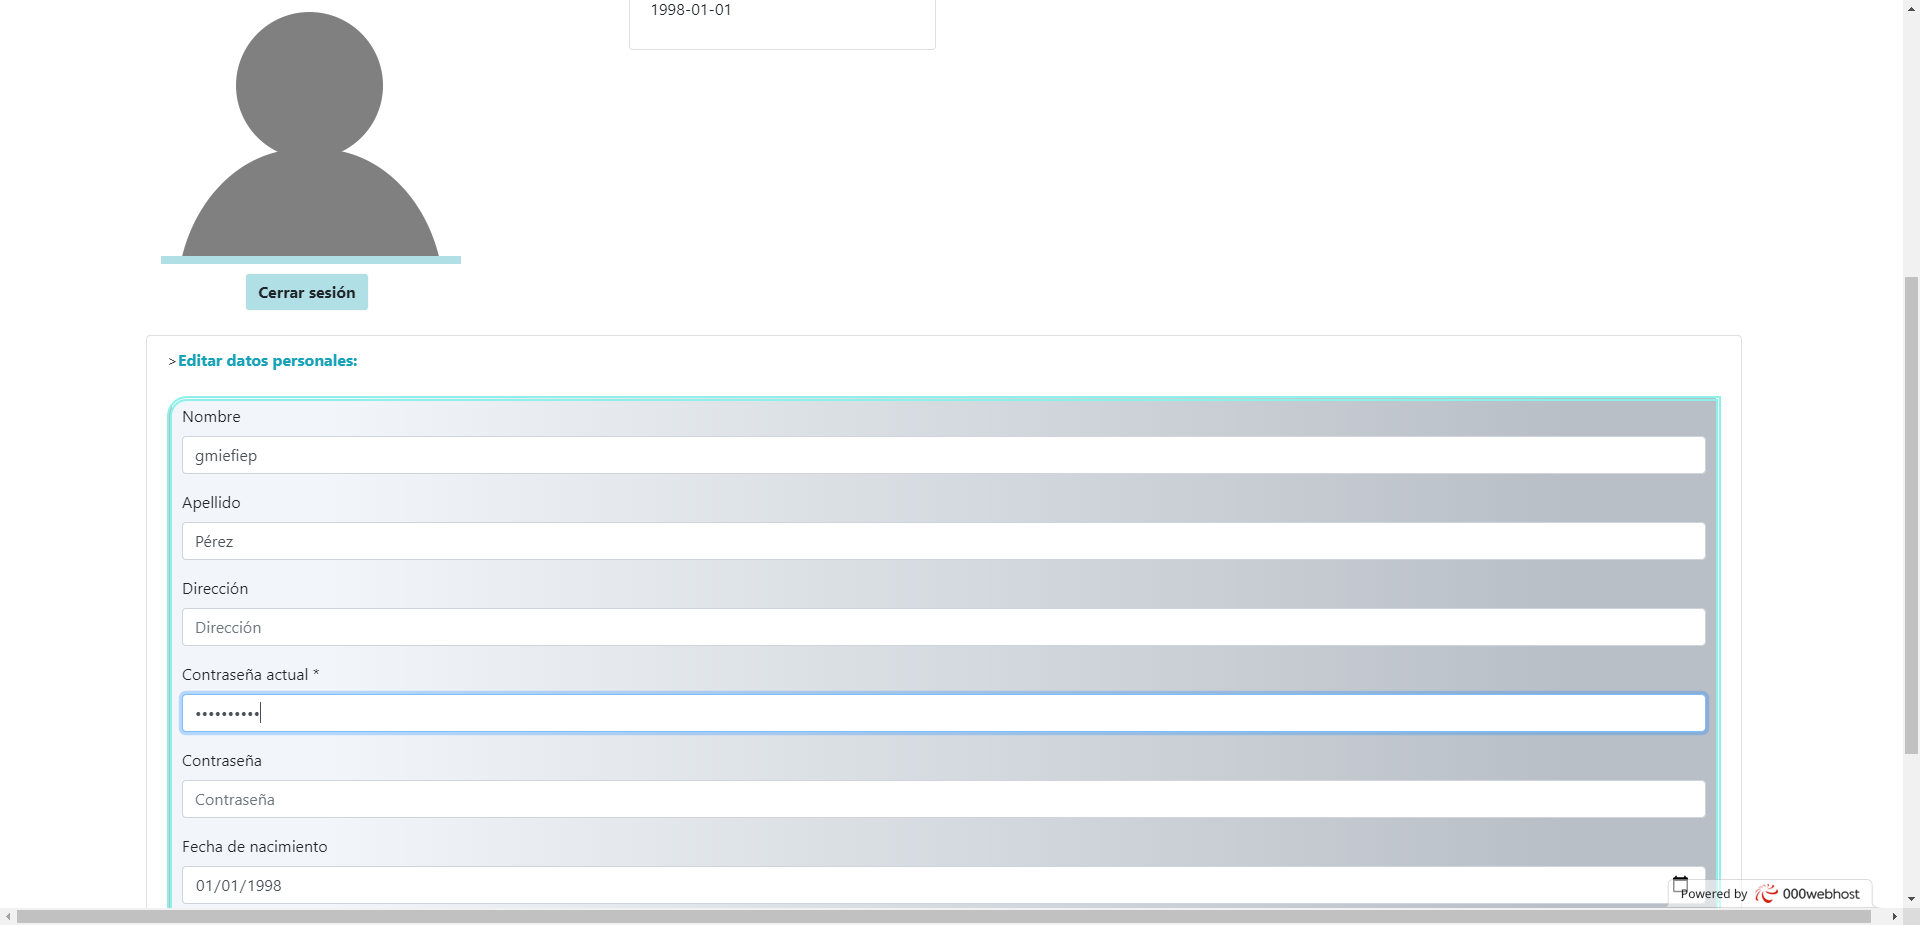 1998-01-01
Cerrar sesión
>Editar datos personales:
Nombre
gmiefiep
Apellido
Pérez
Dirección
Dirección
Contraseña actual *
••••••••••
Contraseña
Contraseña
Fecha de nacimiento
01/01/1998
Powered by 000webhost